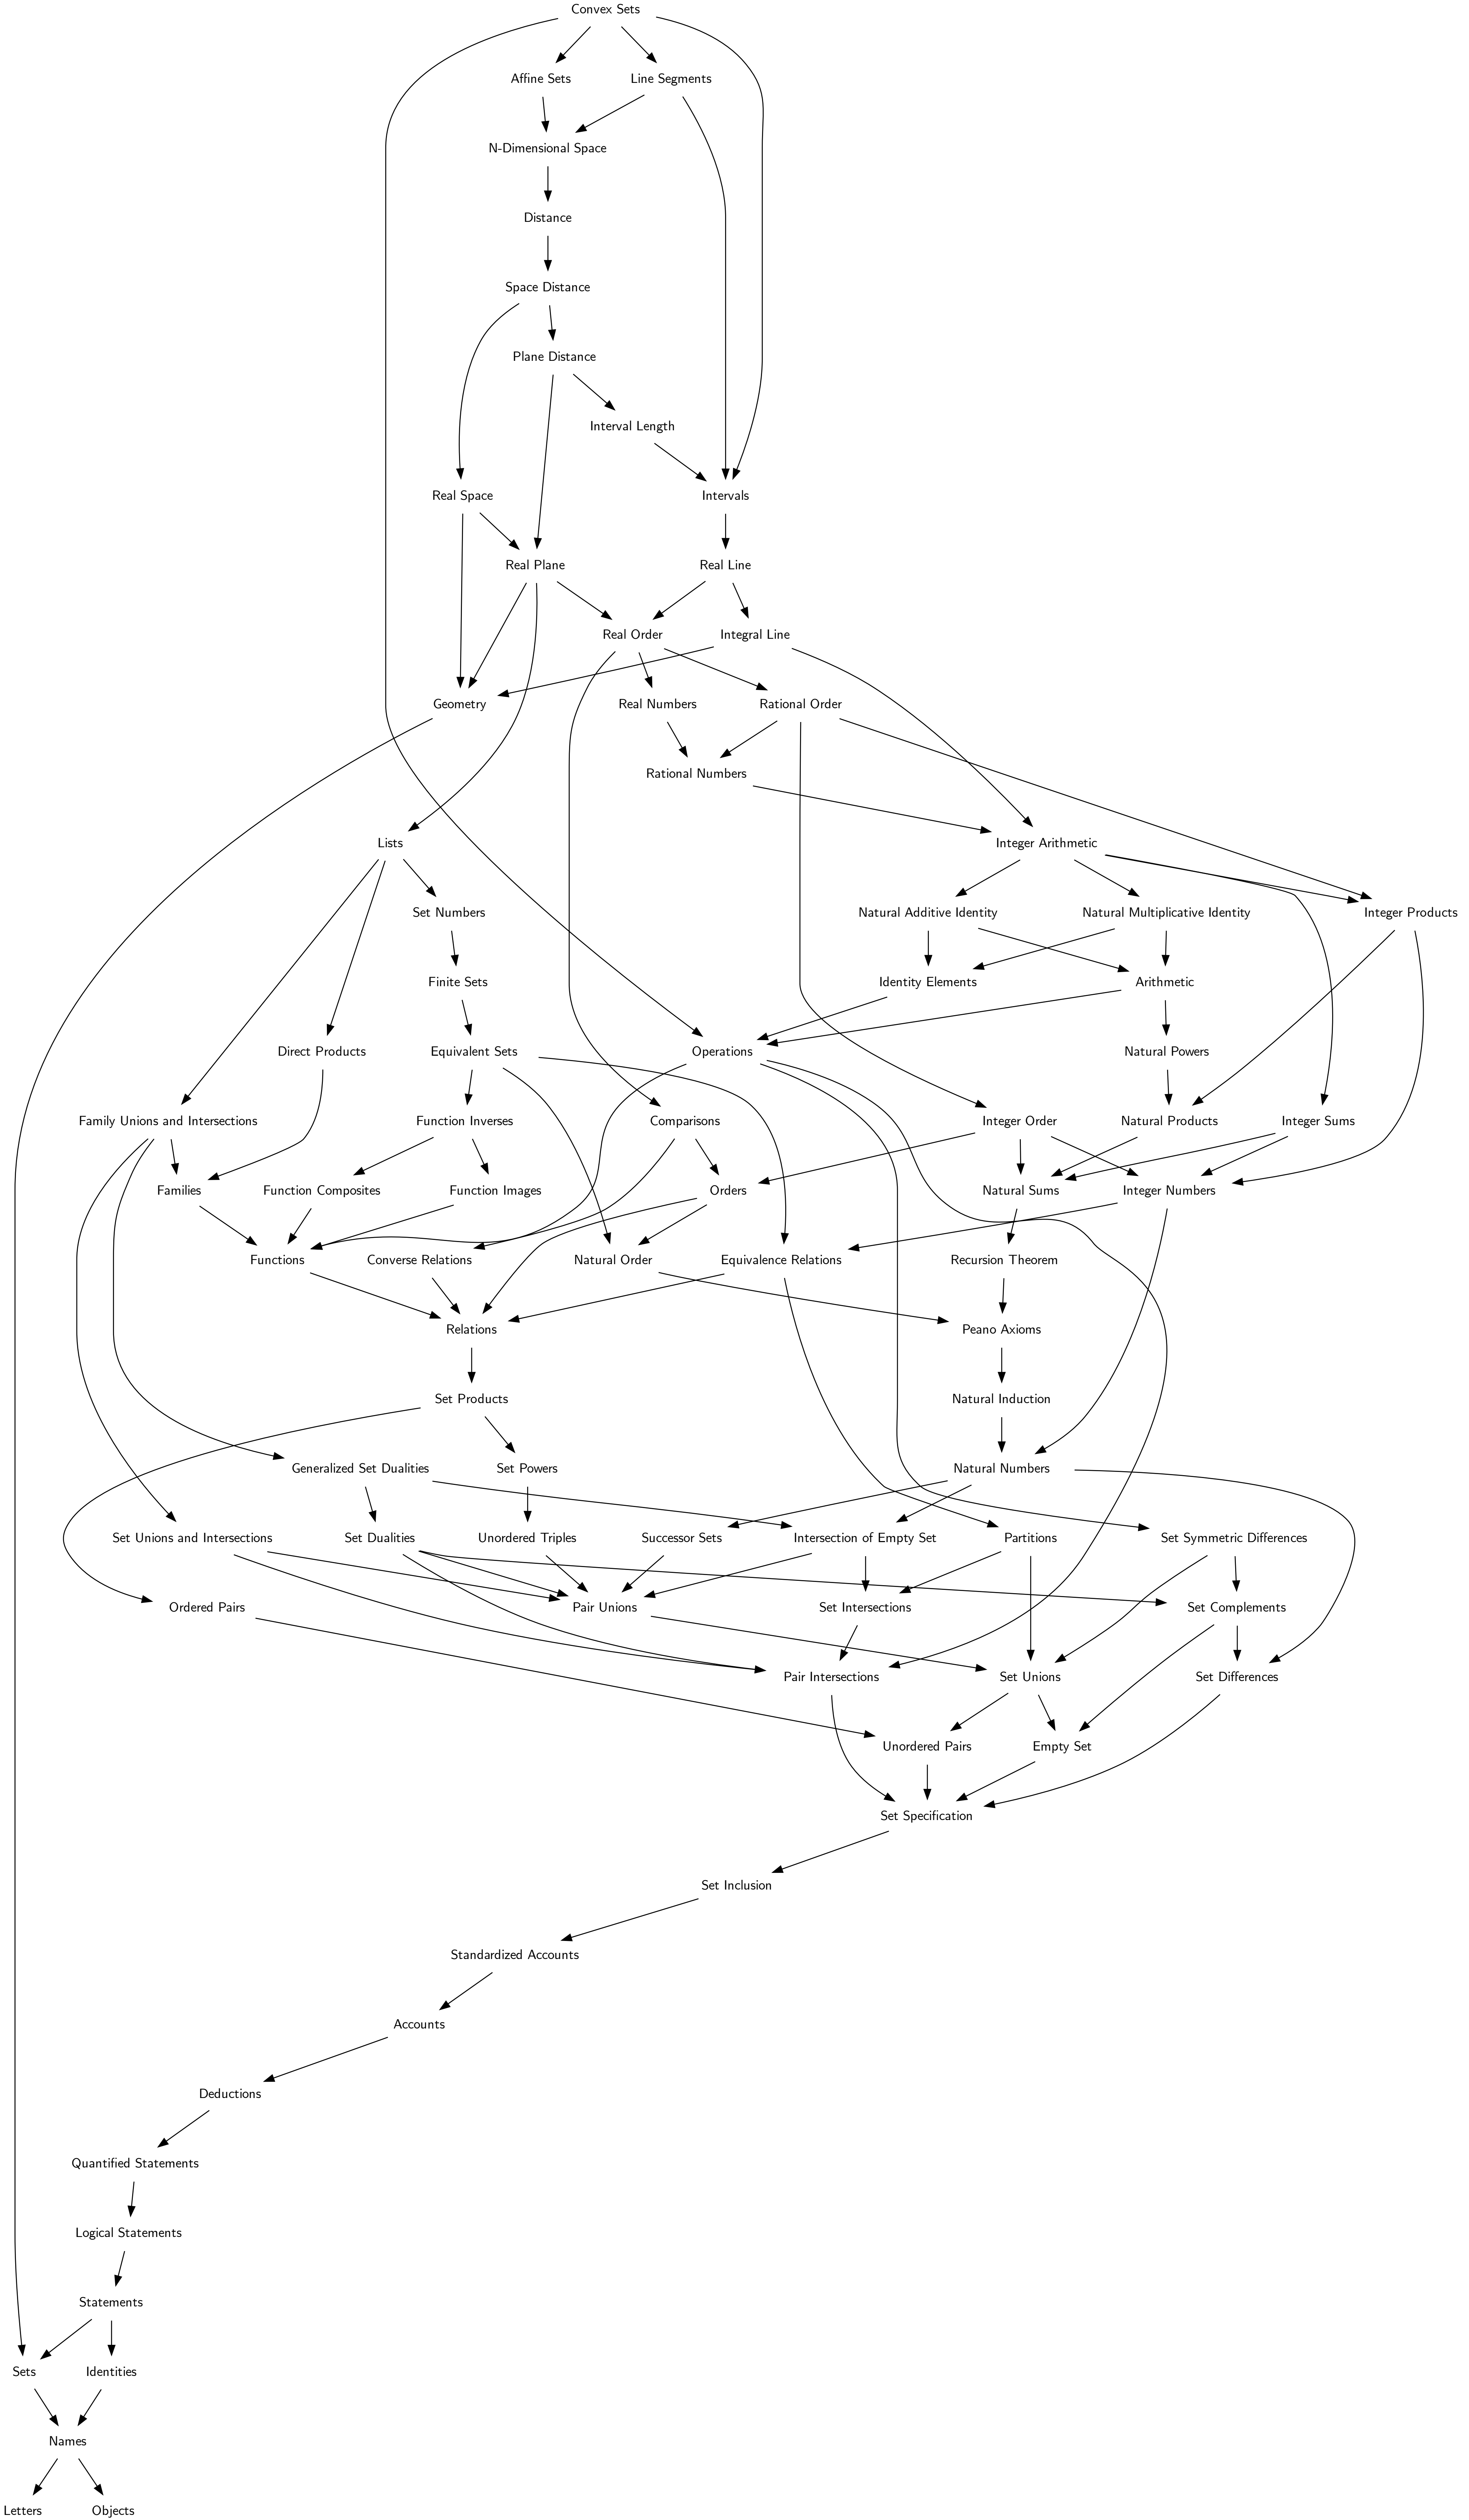 Convex Sets
Affine Sets
Line Segments
N-Dimensional Space
Distance
Space Distance
Plane Distance
Interval Length
Real Space
Intervals
Real Plane
Real Line
Real Order
Integral Line
Geometry
Real Numbers
Rational Order
Rational Numbers
Lists
Integer Arithmetic
Set Numbers
Natural Additive Identity
Natural Multiplicative Identity
Integer Products
Finite Sets
Identity Elements
Arithmetic
Direct Products
Equivalent Sets
Operations
Natural Powers
Family Unions and Intersections
Function Inverses
Comparisons
Integer Order
Natural Products
Integer Sums
Families
Function Composites
Function Images
Orders
Natural Sums
Integer Numbers
Functions
Converse Relations
Natural Order
Equivalence Relations
Recursion Theorem
Relations
Peano Axioms
Set Products
Natural Induction
Generalized Set Dualities
Set Powers
Natural Numbers
Set Unions and Intersections
Set Dualities
Unordered Triples
Successor Sets
Intersection of Empty Set
Partitions
Set Symmetric Differences
Ordered Pairs
Pair Unions
Set Intersections
Set Complements
Pair Intersections
Set Unions
Set Differences
Unordered Pairs
Empty Set
Set Specification
Set Inclusion
Standardized Accounts
Accounts
Deductions
Quantified Statements
Logical Statements
Statements
Sets
Identities
Names
Letters
Objects